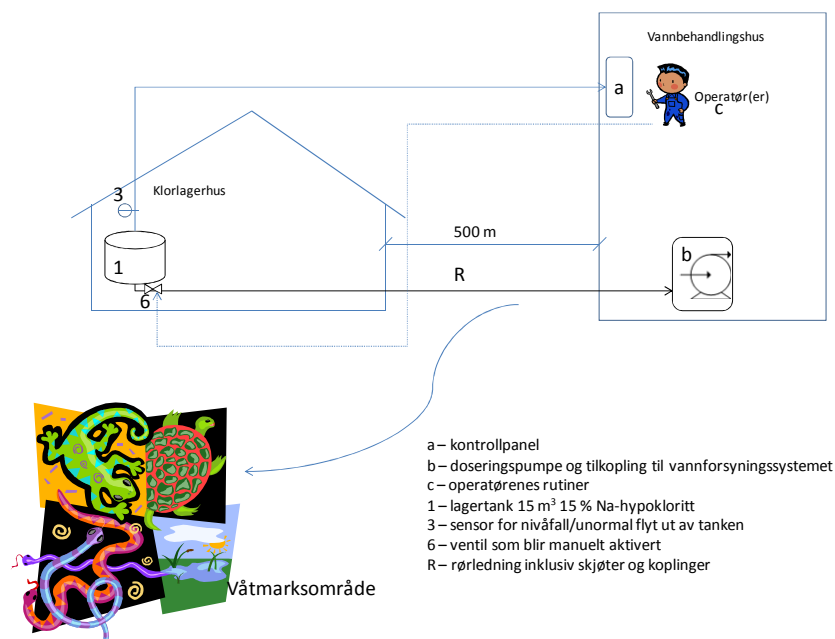 Vannbehandlingshus
a
Operatør(er)
c
3
Klorlagerhus
500 m
1
b
R
6
a – kontrollpanel
b – doseringspumpe og tilkopling til vannforsyningssystemet
c – operatørenes rutiner
1 – lagertank 15 m³ 15 % Na-hypokloritt
3 – sensor for nivåfall/unormal flyt ut av tanken
6 – ventil som blir manuelt aktivert
R – rørledning inklusiv skjøter og koplinger
Våtmarksområde